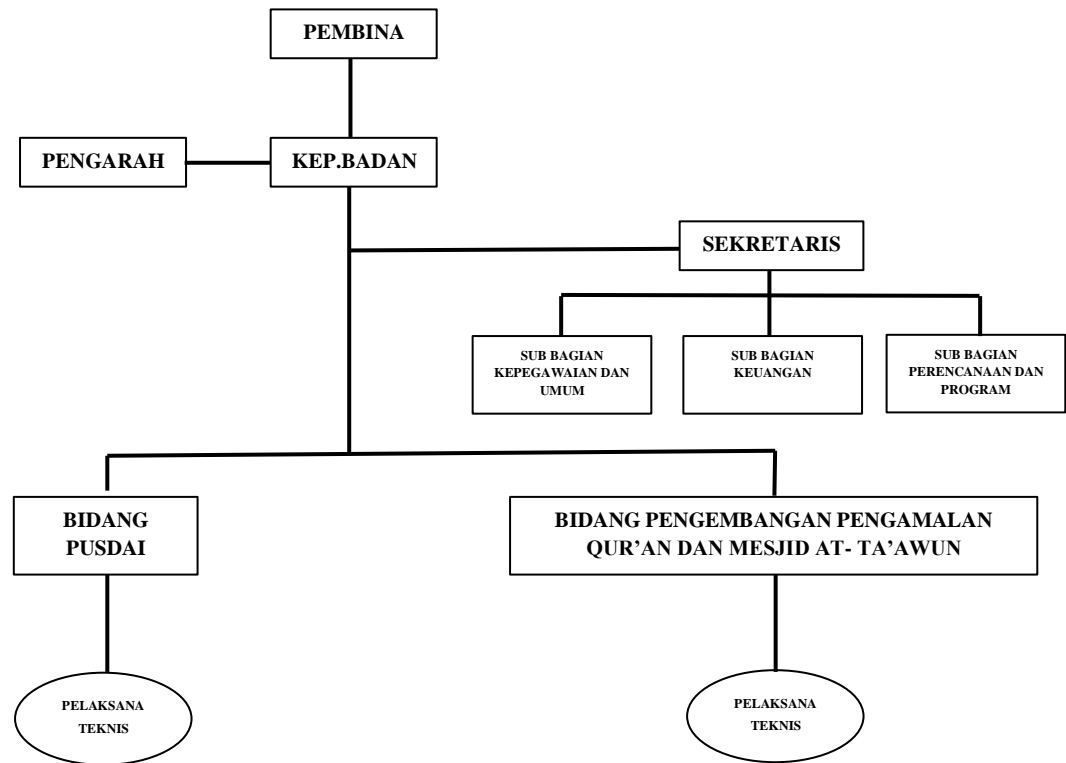 PEMBINA
PENGARAH
KEP.BADAN
SEKRETARIS
SUB BAGIAN
KEPEGAWAIAN DAN
UMUM
SUB BAGIAN
KEUANGAN
SUB BAGIAN
PERENCANAAN DAN
PROGRAM
BIDANG
PUSDAI
BIDANG PENGEMBANGAN PENGAMALAN
QUR’AN DAN MESJID AT- TA’AWUN
PELAKSANA
TEKNIS
PELAKSANA
TEKNIS